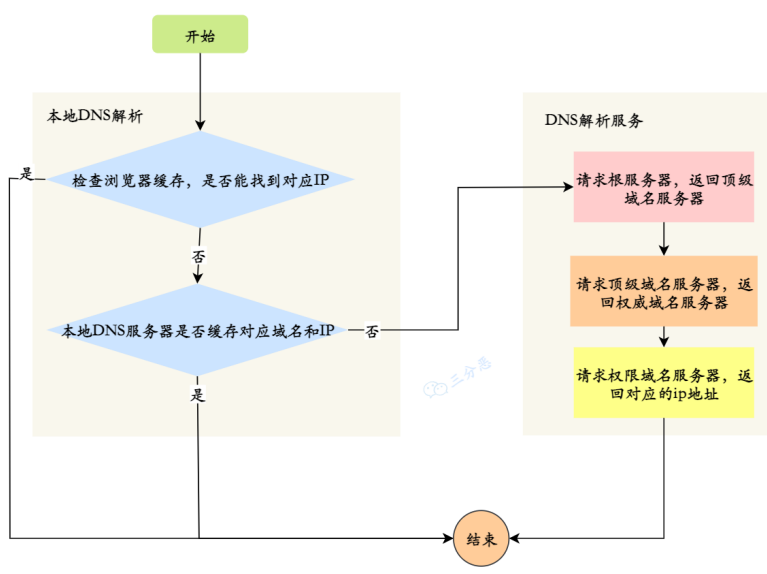 开始
本地DNS解析
是
检查浏览器缓存，是否能找到对应IP
否
本地DNS服务器是否缓存对应域名和IP
否
是
DNS解析服务
请求根服务器，返回顶级
域名服务器
请求顶级域名服务器，返
回权威域名服务器
请求权限域名服务器，返
回对应的ip地址
三分恶
结束